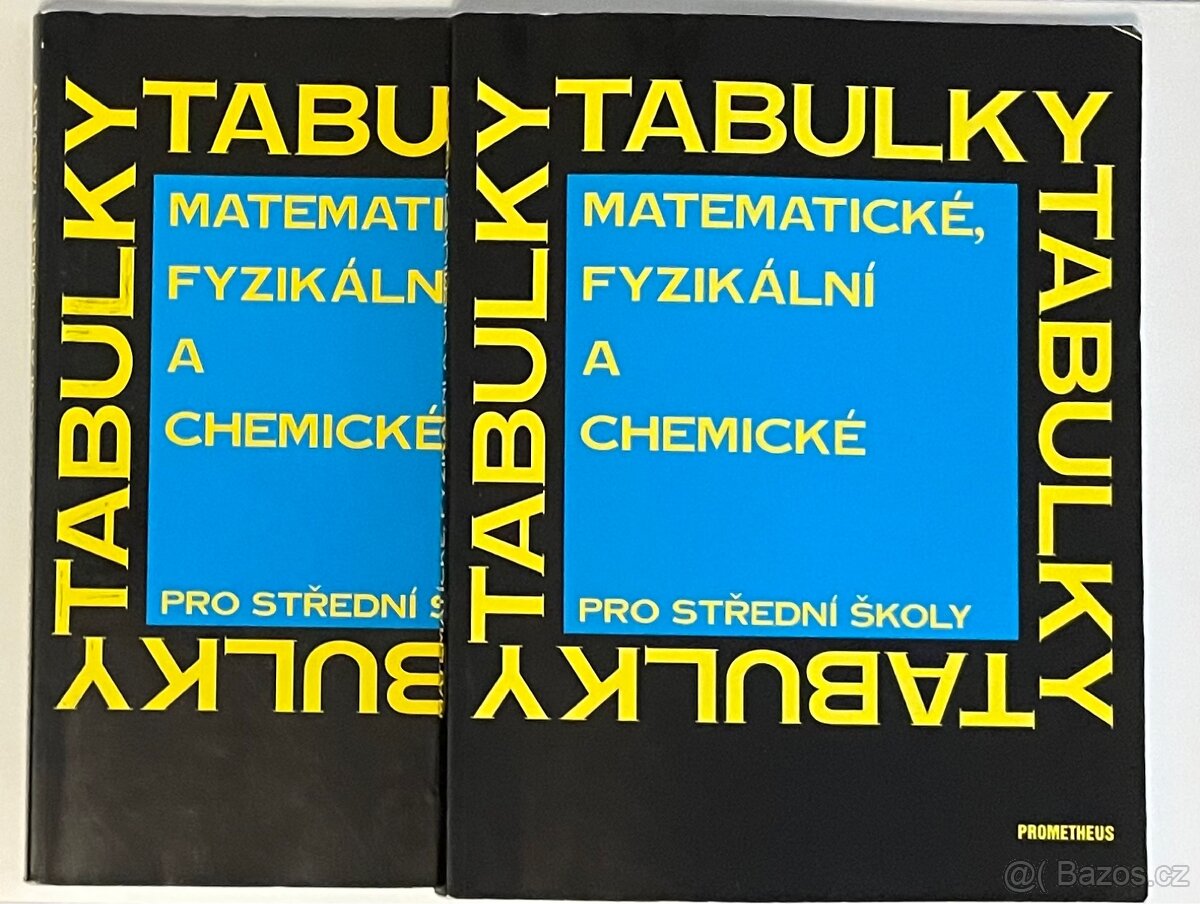 TABU
TABULKY
MATEMATI
FYZIKÁLN
A
CHEMICKÉ
PRO STŘEDNÍ
BULKY
TABULKY
TABULKY
TABULKY
MATEMATICKÉ,
FYZIKÁLNÍ
A
CHEMICKÉ
PRO STŘEDNÍ ŠKOLY
TABULKY
TABULKY
PROMETHEUS
@( Bazos.cz